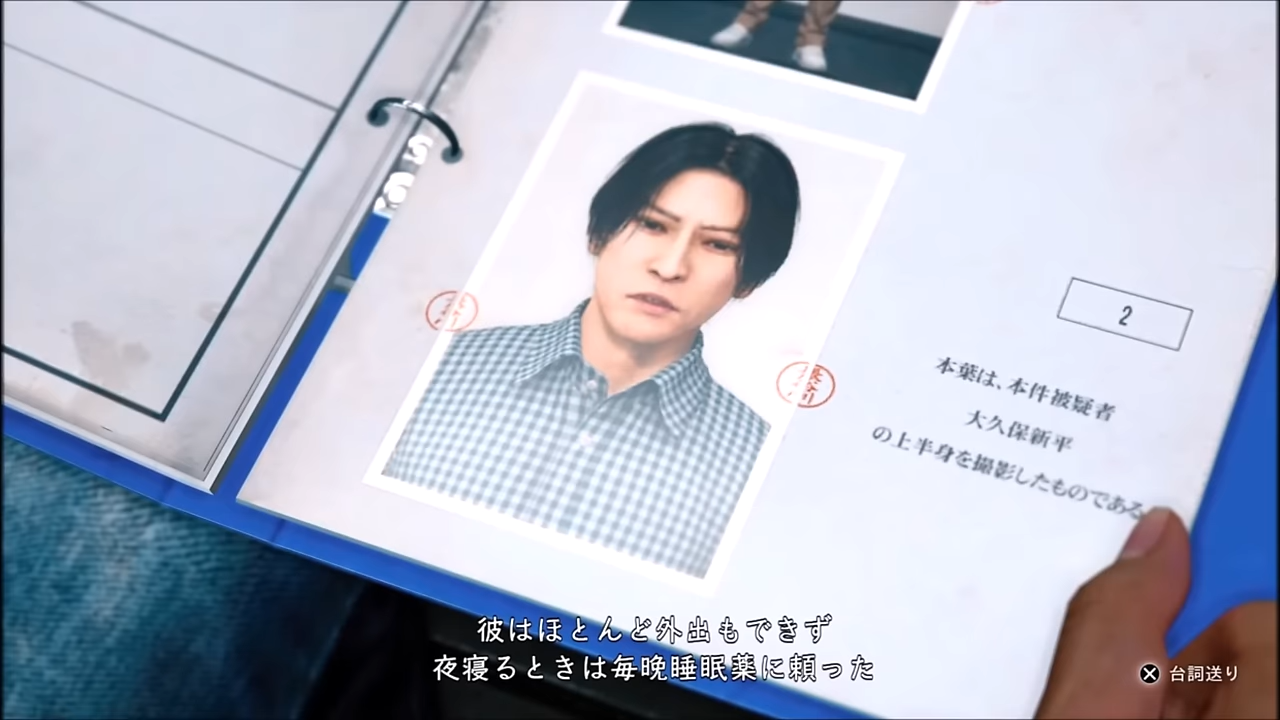 2
本葉は、本件被疑者
大久保新平
の上半身を撮影したものである
彼はほとんど外出もできず
夜寝るときは毎晩睡眠薬に頼った
台詞送り